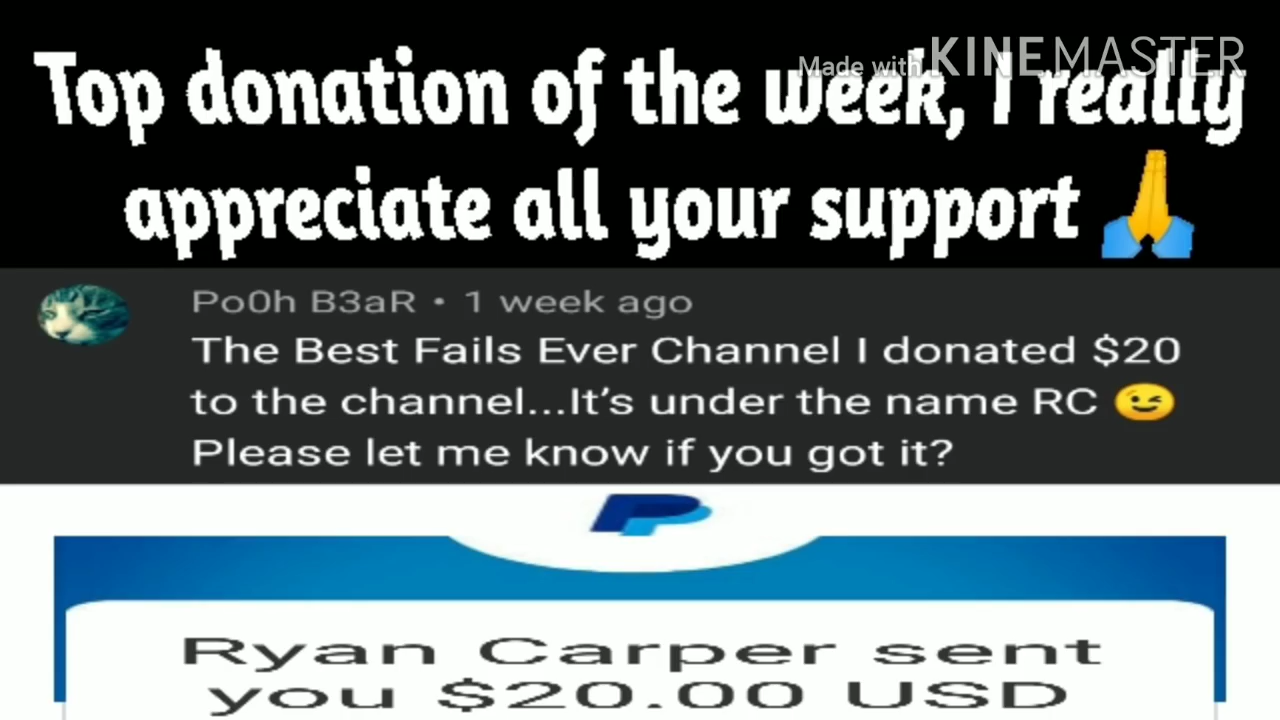 Made with KINEMASTER
Top donation of the week, I really
appreciate all your support 🙏
Po0h B3aR • 1 week ago
The Best Fails Ever Channel I donated $20
to the channel...It's under the name RC 😉
Please let me know if you got it?
Ryan Carper sent
you $20.00 USD